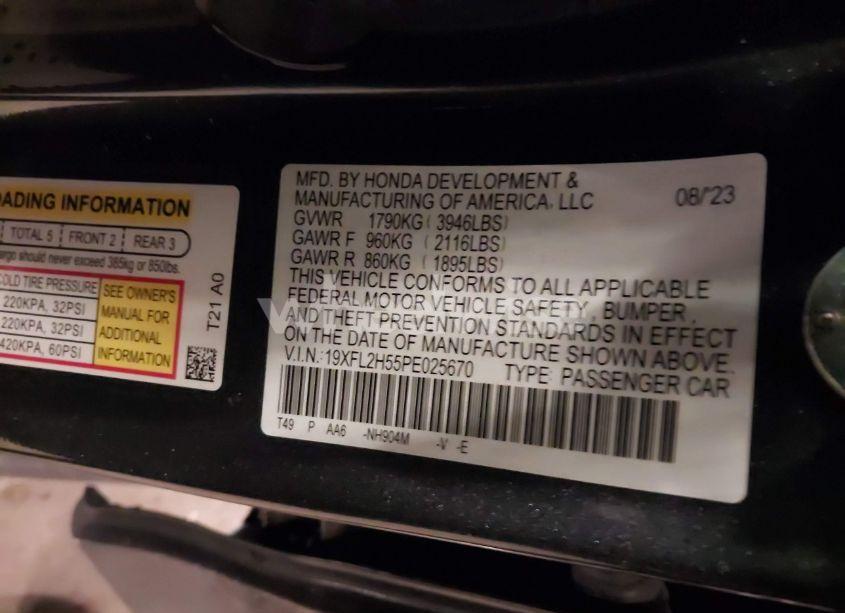 OADING INFORMATION
TOTAL 5 FRONT 2 REAR 3
argo should never exceed 385kg or 850lbs.
COLD TIRE PRESSURE
220KPA, 32PSI
220KPA, 32PSI
420KPA, 60PSI
SEE OWNER'S
MANUAL FOR
ADDITIONAL
INFORMATION
T21 A0
MFD. BY HONDA DEVELOPMENT &
MANUFACTURING OF AMERICA, LLC 08/'23
GVWR 1790KG ( 3946LBS)
GAWR F 960KG ( 2116LBS)
GAWR R 860KG ( 1895LBS)
THIS VEHICLE CONFORMS TO ALL APPLICABLE
FEDERAL MOTOR VEHICLE SAFETY, BUMPER,
AND THEFT PREVENTION STANDARDS IN EFFECT
ON THE DATE OF MANUFACTURE SHOWN ABOVE.
V.I.N.:19XFL2H55PE025670 TYPE: PASSENGER CAR
T49 P AA6 -NH904M -V -E